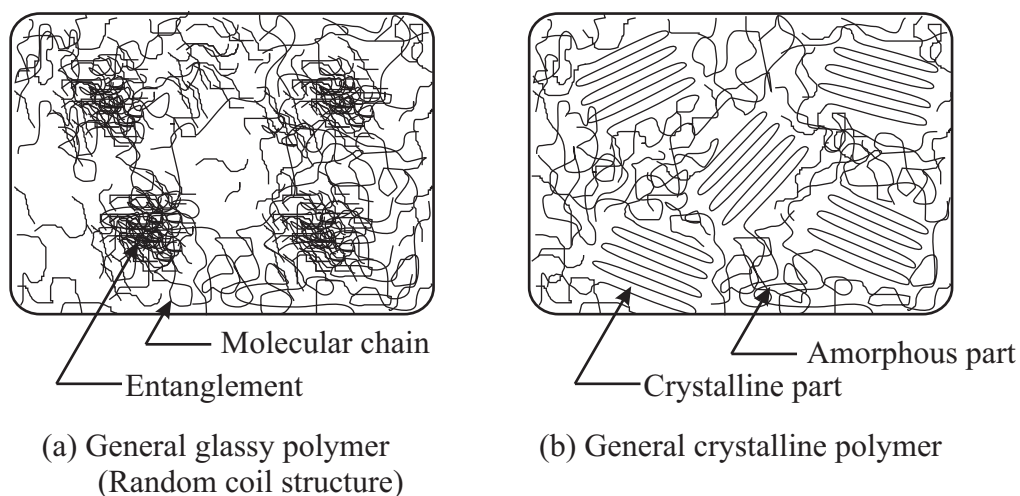 Molecular chain
Entanglement
(a) General glassy polymer
(Random coil structure)
Amorphous part
Crystalline part
(b) General crystalline polymer